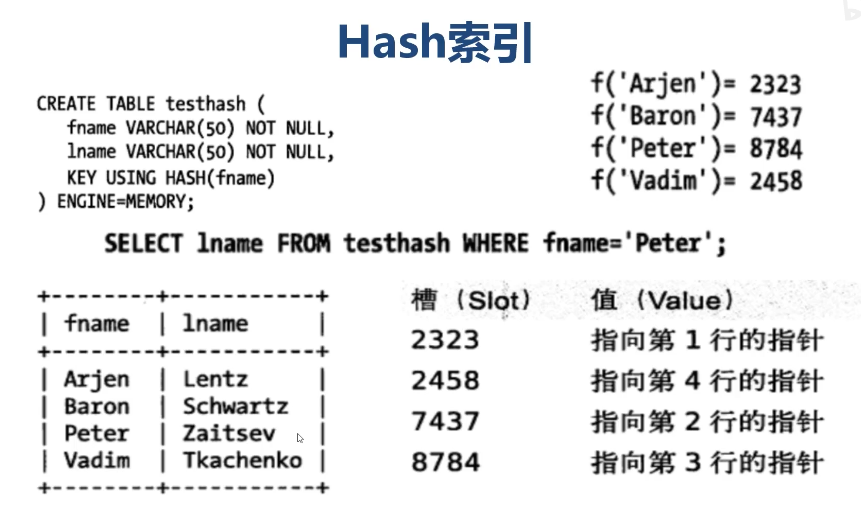 Hash索引
CREATE TABLE testhash (
fname VARCHAR(50) NOT NULL,
lname VARCHAR(50) NOT NULL,
KEY USING HASH(fname)
) ENGINE=MEMORY;
f('Arjen')= 2323
f('Baron')= 7437
f('Peter')= 8784
f('Vadim')= 2458
SELECT lname FROM testhash WHERE fname='Peter';
+--------+-----------+
| fname | lname |
+--------+-----------+
| Arjen | Lentz |
| Baron | Schwartz |
| Peter | Zaitsev |
| Vadim | Tkachenko |
+--------+-----------+
槽（Slot） 值（Value）
2323 指向第 1 行的指针
2458 指向第 4 行的指针
7437 指向第 2 行的指针
8784 指向第 3 行的指针